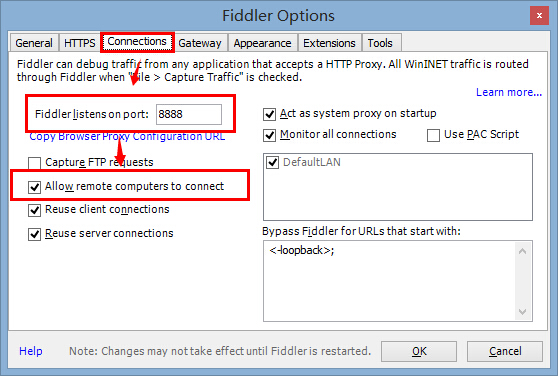 Fiddler Options
General HTTPS Connections Gateway Appearance Extensions Tools
Fiddler can debug traffic from any application that accepts a HTTP Proxy. All WinINET traffic is routed
through Fiddler when "File > Capture Traffic" is checked.
Learn more...
Fiddler listens on port: 8888
Copy Browser Proxy Configuration URL
Capture FTP requests
Allow remote computers to connect
Reuse client connections
Reuse server connections
Act as system proxy on startup
Monitor all connections Use PAC Script
DefaultLAN
Bypass Fiddler for URLs that start with:
<-loopback>;
Help Note: Changes may not take effect until Fiddler is restarted. OK Cancel